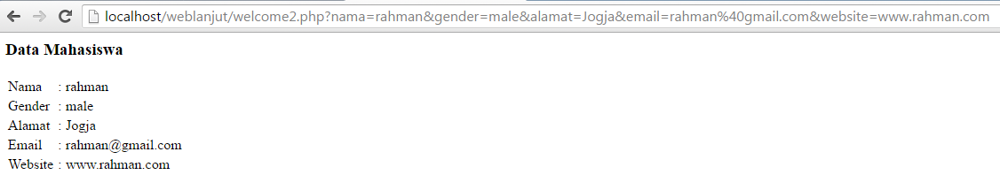 localhost/weblanjut/welcome2.php?nama=rahman&gender=male&alamat=Jogja&email=rahman%40gmail.com&website=www.rahman.com
Data Mahasiswa
Nama : rahman
Gender : male
Alamat : Jogja
Email : rahman@gmail.com
Website : www.rahman.com